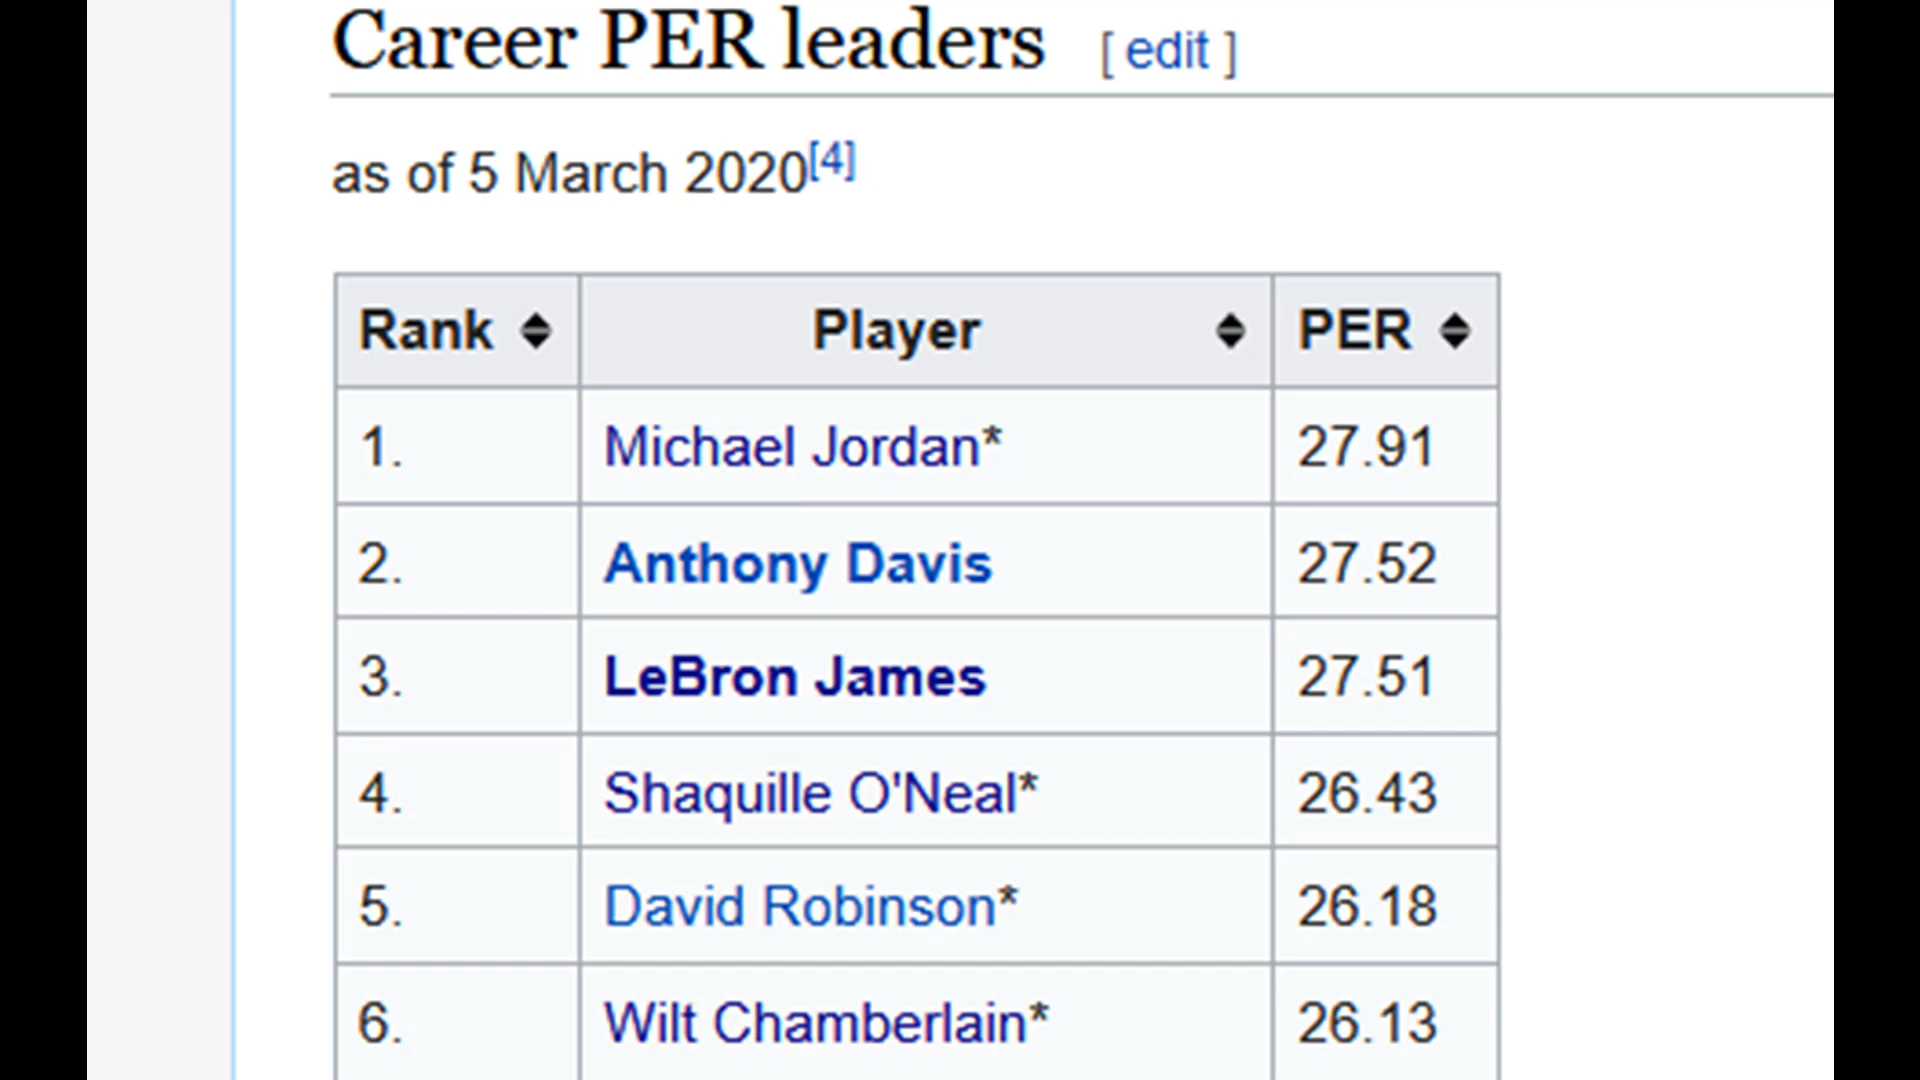 Career PER leaders [ edit ]
as of 5 March 2020[4]
Rank Player PER
1. Michael Jordan* 27.91
2. Anthony Davis 27.52
3. LeBron James 27.51
4. Shaquille O'Neal* 26.43
5. David Robinson* 26.18
6. Wilt Chamberlain* 26.13